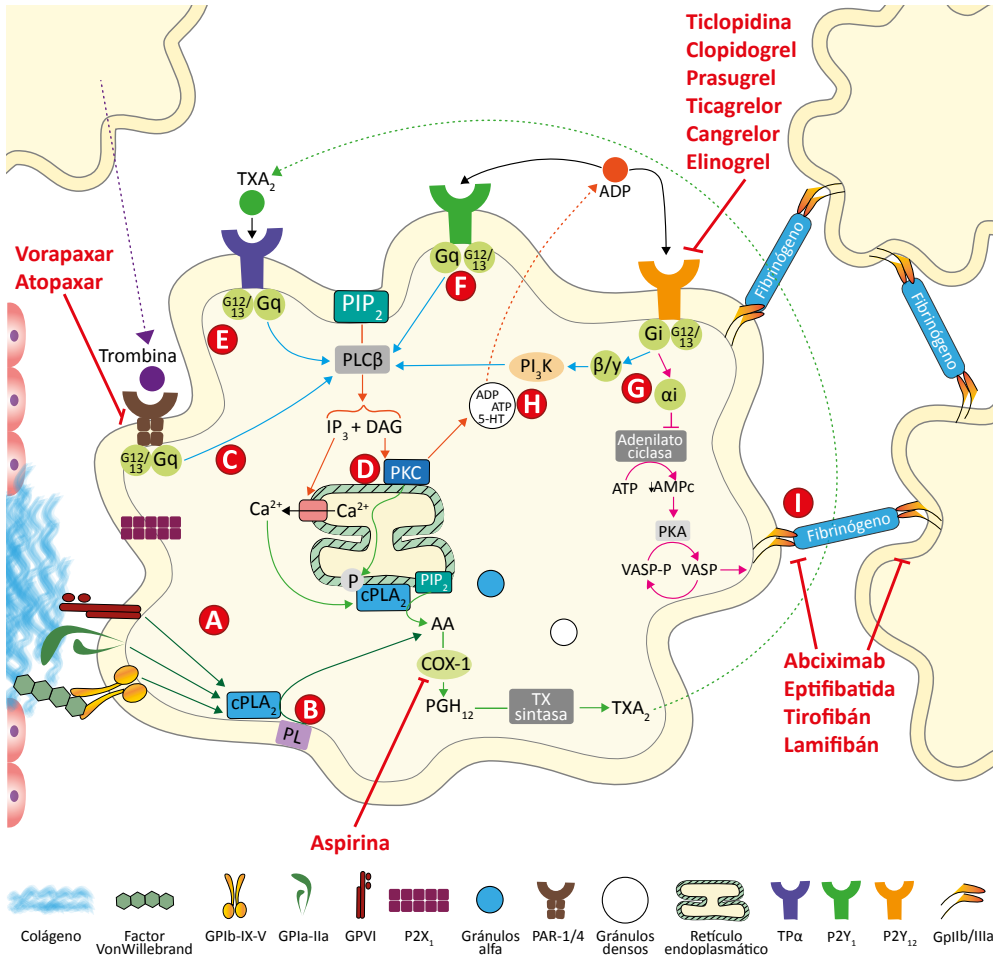 Ticlopidina
Clopidogrel
Prasugrel
Ticagrelor
Cangrelor
Elinogrel
TXA2
ADP
Vorapaxar
Atopaxar
Trombina
G12/13
Gq
E
PIP2
Gq
G12/13
F
Gi
G12/13
Fibrinógeno
Fibrinógeno
PLCβ
PI3K
β/γ
G
αi
ADP
ATP
5-HT
H
G12/13
Gq
C
IP3 + DAG
D
PKC
Adenilato
ciclasa
ATP
AMPc
Ca2+
Ca2+
PKA
I
Fibrinógeno
VASP-P
VASP
P
cPLA2
PIP2
A
AA
COX-1
PGH12
TX
sintasa
TXA2
cPLA2
B
PL
Abciximab
Eptifibatida
Tirofibán
Lamifibán
Aspirina
Colágeno
Factor
VonWillebrand
GPIb-IX-V
GPIa-IIa
GPVI
P2X1
Gránulos
alfa
PAR-1/4
Gránulos
densos
Retículo
endoplasmático
TPα
P2Y1
P2Y12
GpIIb/IIIa